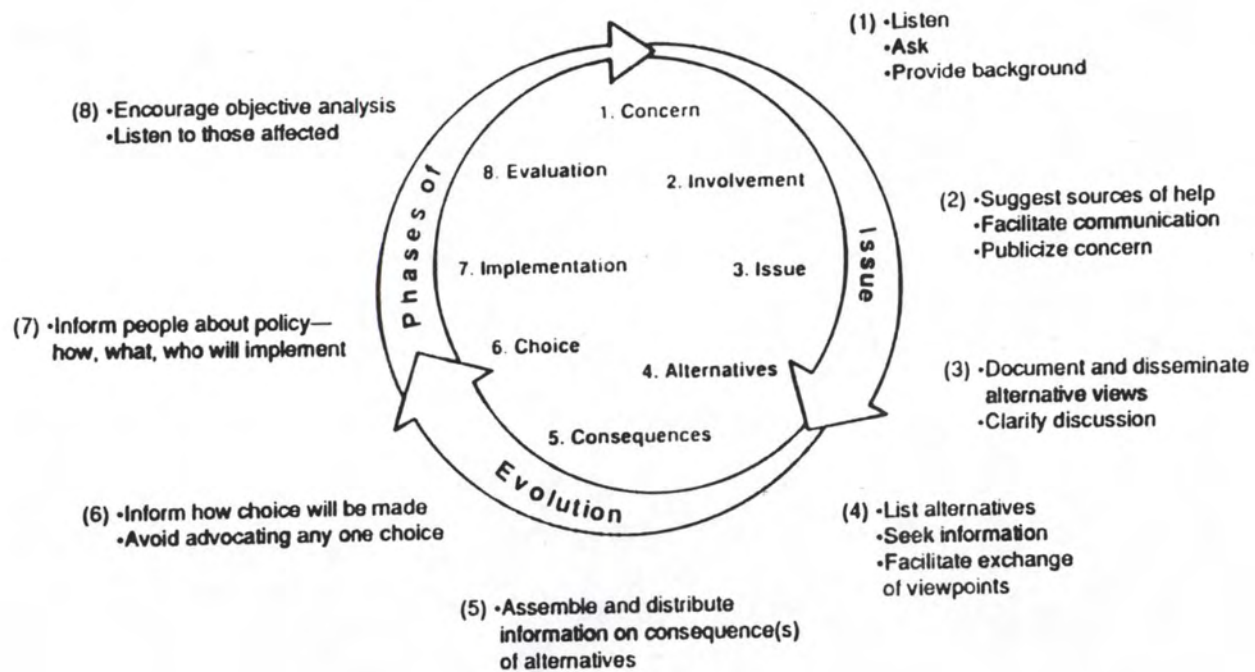 (1) •Listen
•Ask
•Provide background
(8) •Encourage objective analysis
•Listen to those affected
1. Concern
8. Evaluation
2. Involvement
(2) •Suggest sources of help
•Facilitate communication
•Publicize concern
7. Implementation
3. Issue
Phases of
Issue
Evolution
(7) •Inform people about policy—
how, what, who will implement
6. Choice
4. Alternatives
(3) •Document and disseminate
alternative views
•Clarify discussion
5. Consequences
(6) •Inform how choice will be made
•Avoid advocating any one choice
(4) •List alternatives
•Seek information
•Facilitate exchange
of viewpoints
(5) •Assemble and distribute
information on consequence(s)
of alternatives